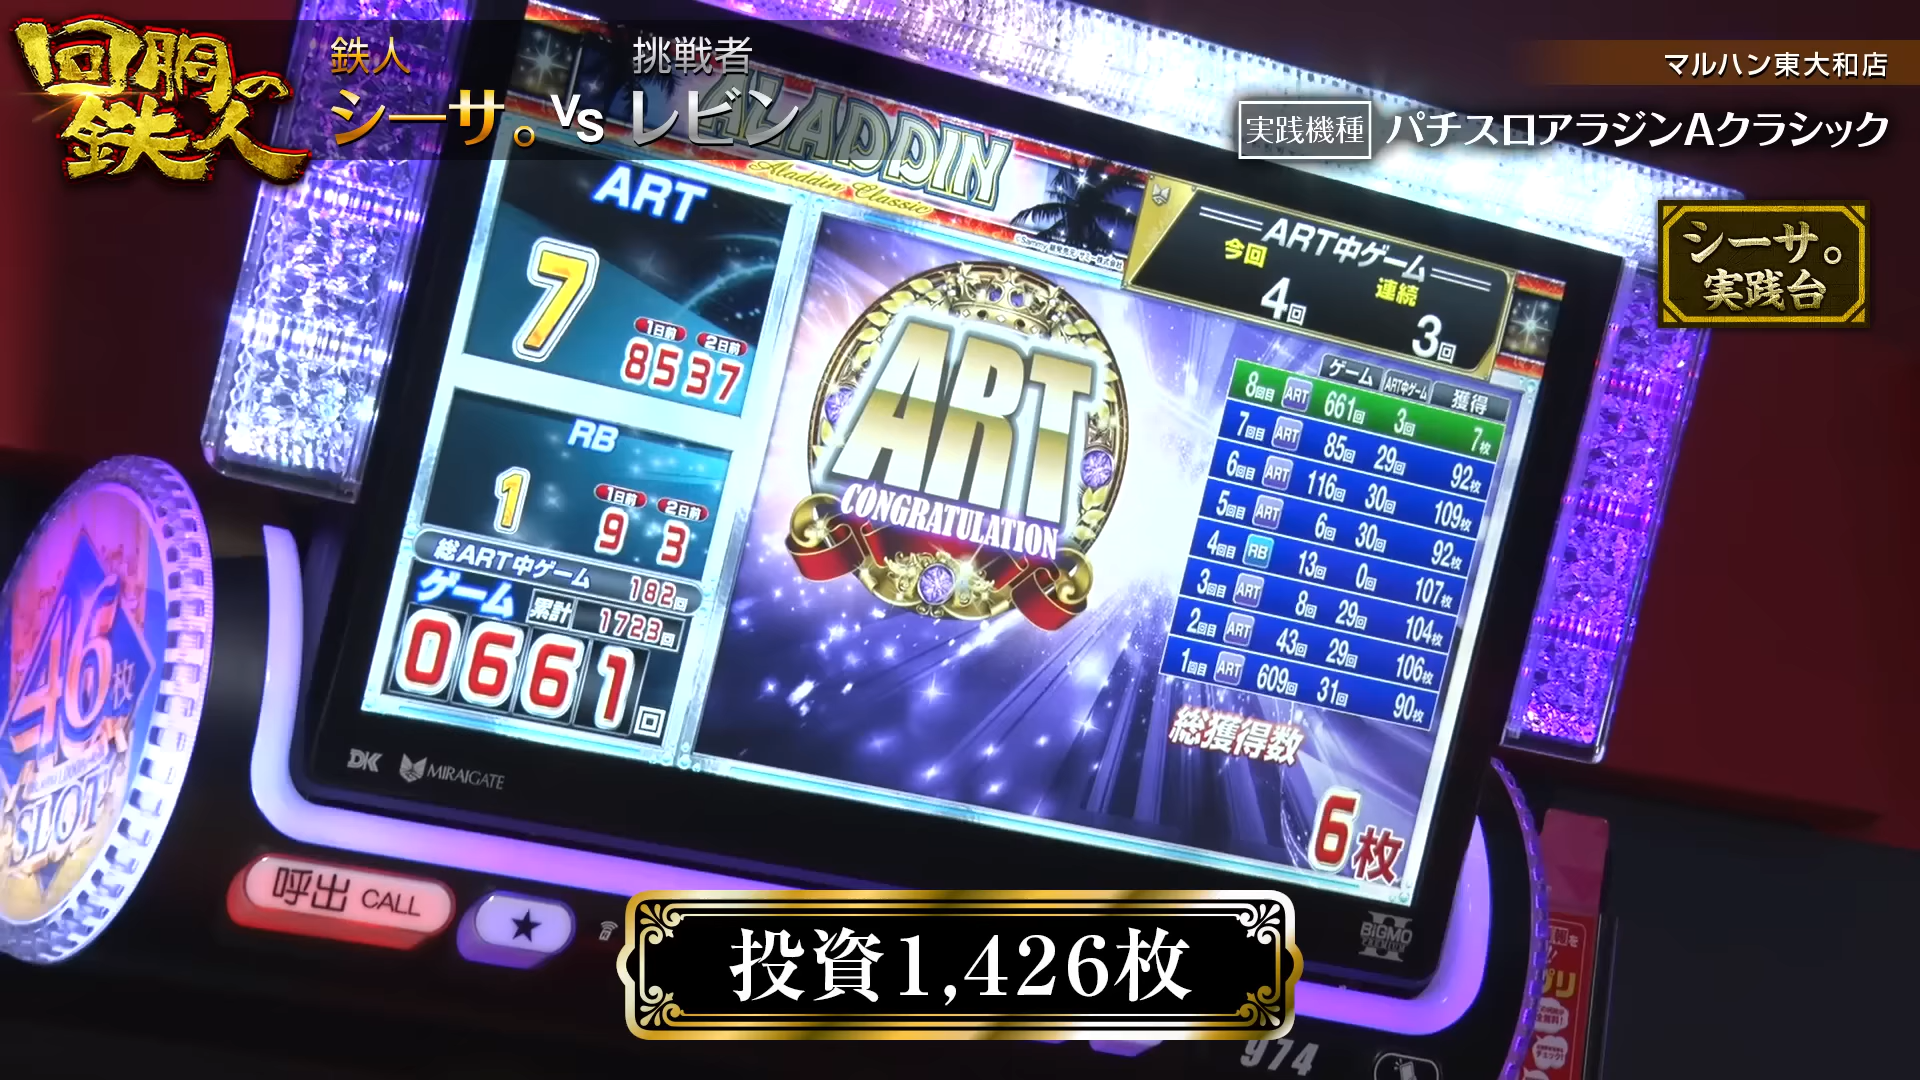 回胴の鉄人
鉄人
シーサ。
Vs
挑戦者
レビン
マルハン東大和店
実践機種 パチスロアラジンAクラシック
シーサ。
実践台
ALADDIN
Aladdin Classic
ART
7
1日前 2日前
8 5 37
RB
1
1日前 2日前
9 3
総ART中ゲーム 182回
ゲーム 累計 1723回
0661回
ART
CONGRATULATION
ART中ゲーム
今回 4回
連続 3回
ゲーム ART中ゲーム 獲得
8回目 ART 661回 3回 7枚
7回目 ART 85回 29回 92枚
6回目 ART 116回 30回 109枚
5回目 ART 6回 30回 92枚
4回目 RB 13回 0回 107枚
3回目 ART 8回 29回 104枚
2回目 ART 43回 29回 106枚
1回目 ART 609回 31回 90枚
総獲得数
6枚
DK MIRAIGATE
BiGMO PREMIUM II
46枚
SLOT
呼出 CALL
★
投資1,426枚
974